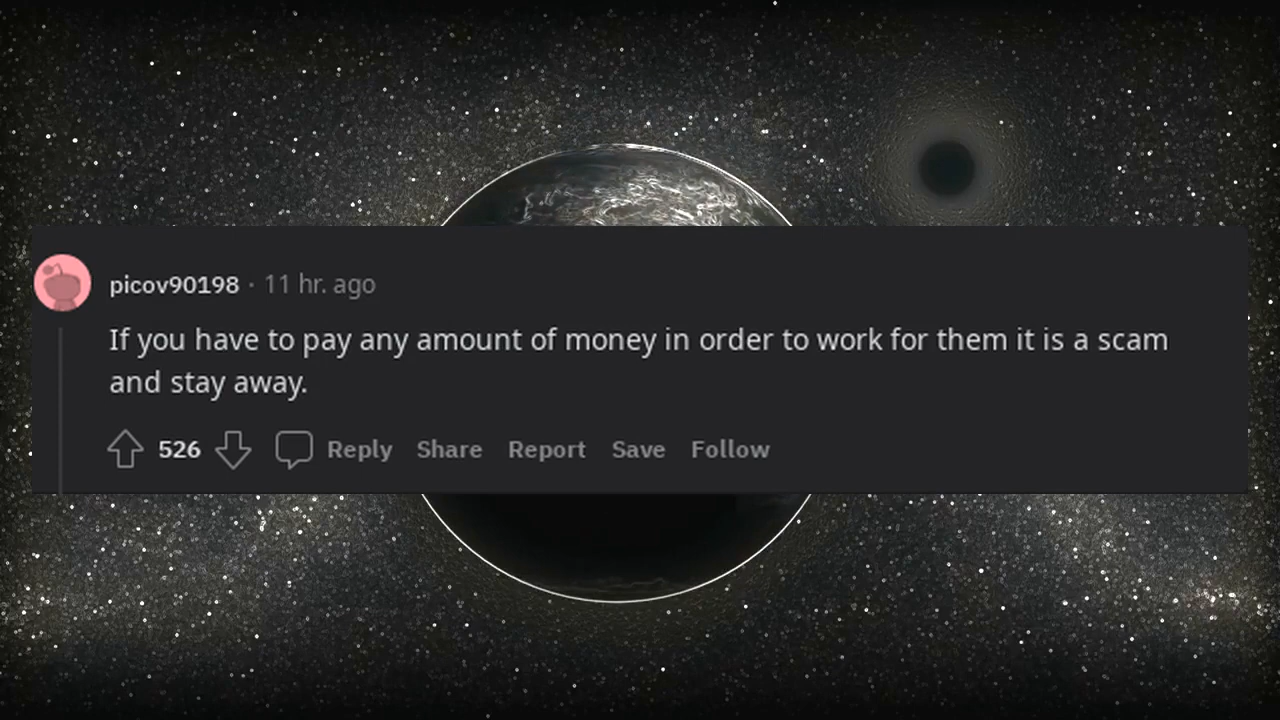 picov90198 · 11 hr. ago
If you have to pay any amount of money in order to work for them it is a scam
and stay away.
526 Reply Share Report Save Follow